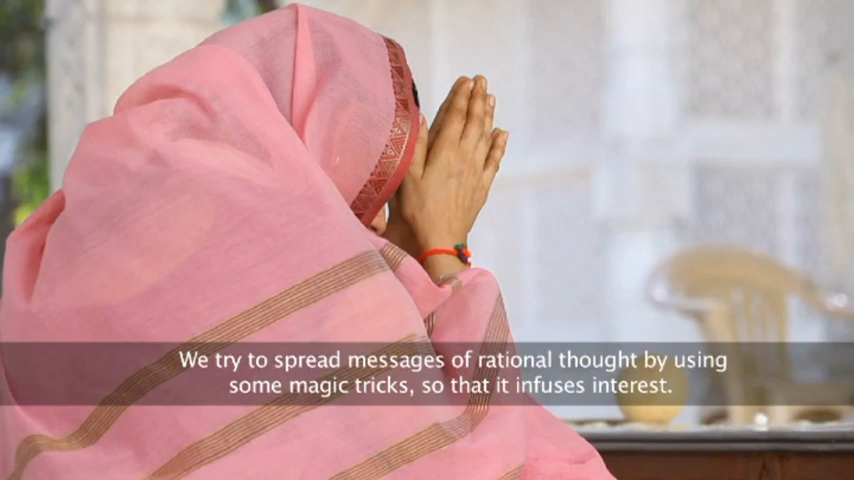 We try to spread messages of rational thought by using
some magic tricks, so that it infuses interest.